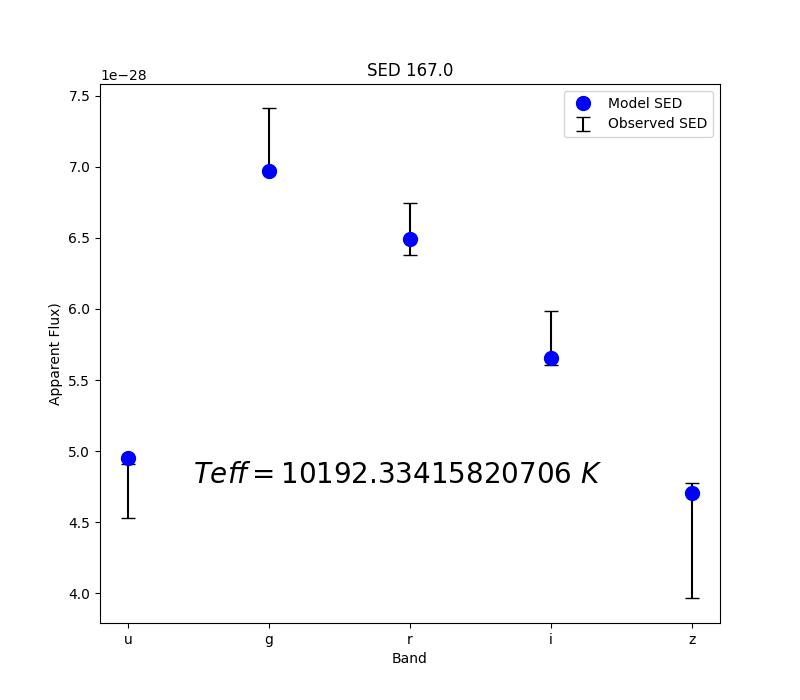 SED 167.0
1e−28
Model SED
Observed SED
7.5
7.0
6.5
6.0
5.5
5.0
4.5
4.0
Apparent Flux)
Teff = 10192.33415820706 K
u g r i z
Band